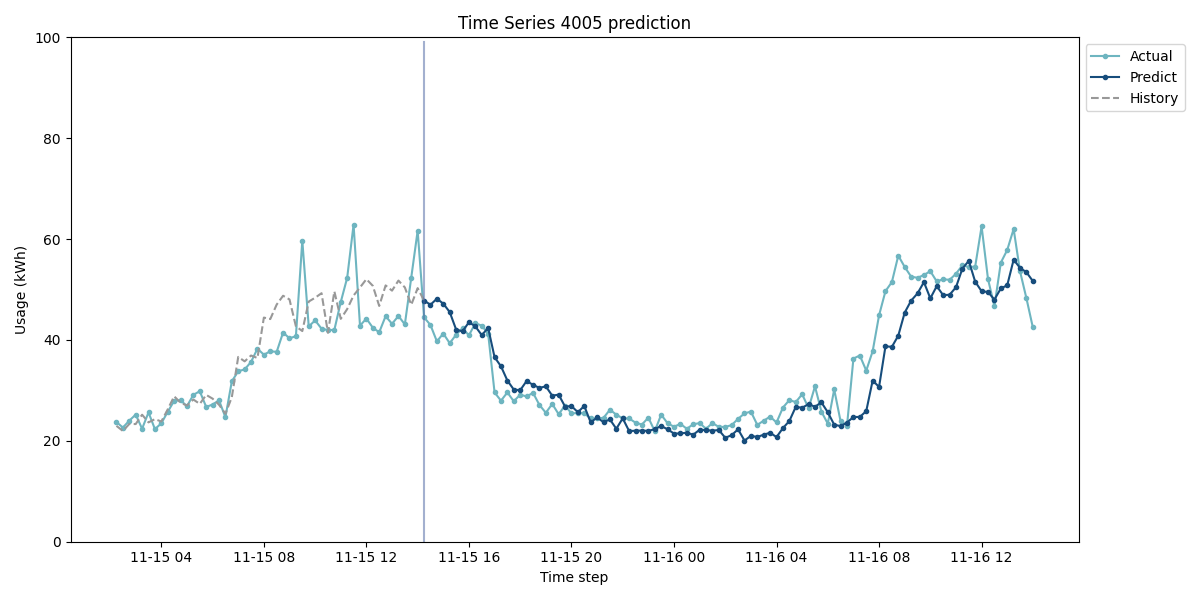 Time Series 4005 prediction
Usage (kWh)
100
80
60
40
20
0
11-15 04
11-15 08
11-15 12
11-15 16
11-15 20
11-16 00
11-16 04
11-16 08
11-16 12
Time step
Actual
Predict
History